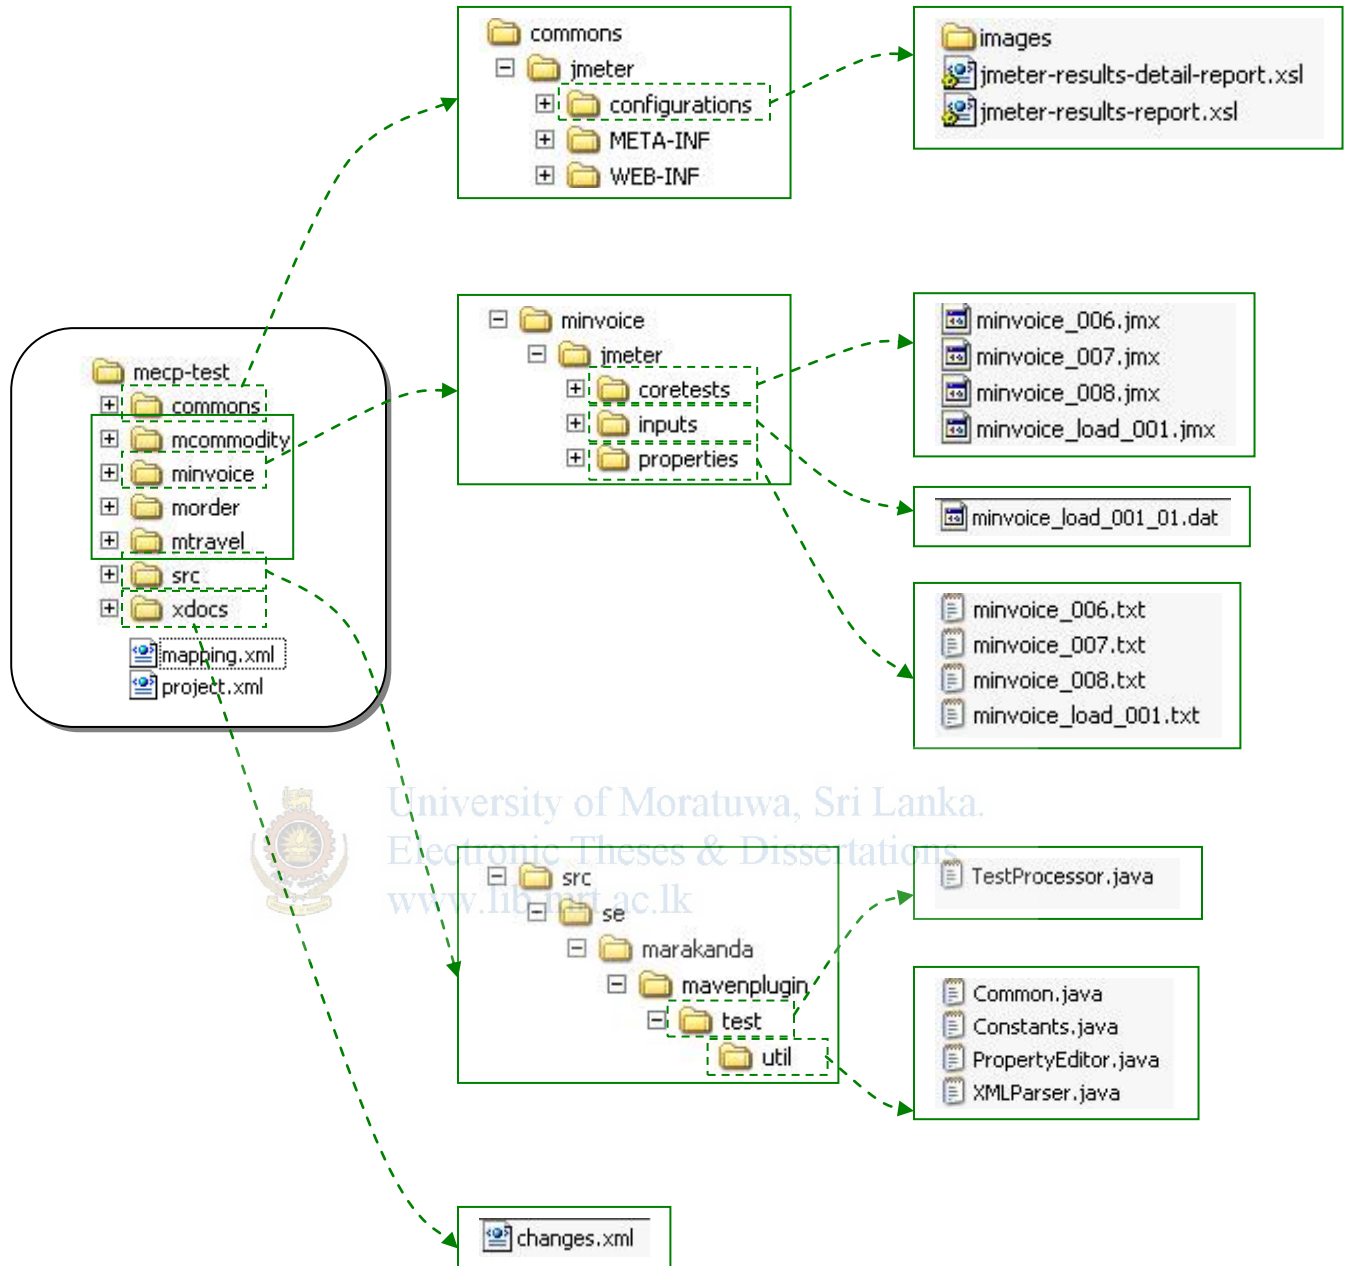 commons
jmeter
configurations
META-INF
WEB-INF
images
jmeter-results-detail-report.xsl
jmeter-results-report.xsl
mecp-test
commons
mcommodity
minvoice
morder
mtravel
src
xdocs
mapping.xml
project.xml
minvoice
jmeter
coretests
inputs
properties
minvoice_006.jmx
minvoice_007.jmx
minvoice_008.jmx
minvoice_load_001.jmx
minvoice_load_001_01.dat
minvoice_006.txt
minvoice_007.txt
minvoice_008.txt
minvoice_load_001.txt
University of Moratuwa, Sri Lanka.
Electronic Theses & Dissertations
www.lib.mrt.ac.lk
src
se
marakanda
mavenplugin
test
util
TestProcessor.java
Common.java
Constants.java
PropertyEditor.java
XMLParser.java
changes.xml